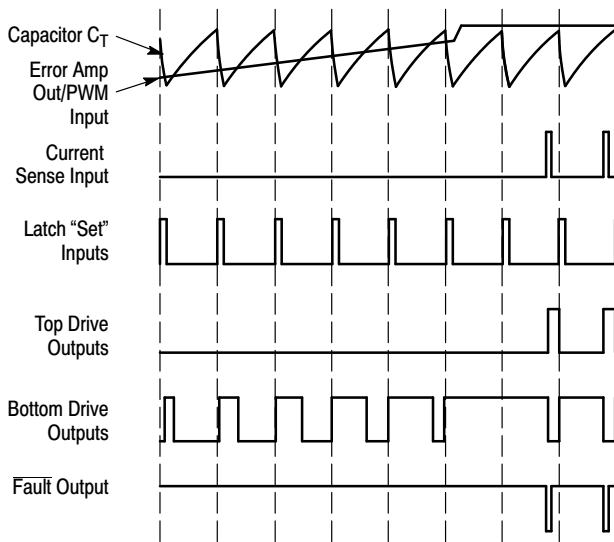 Capacitor CT
Error Amp
Out/PWM
Input
Current
Sense Input
Latch “Set”
Inputs
Top Drive
Outputs
Bottom Drive
Outputs
Fault Output